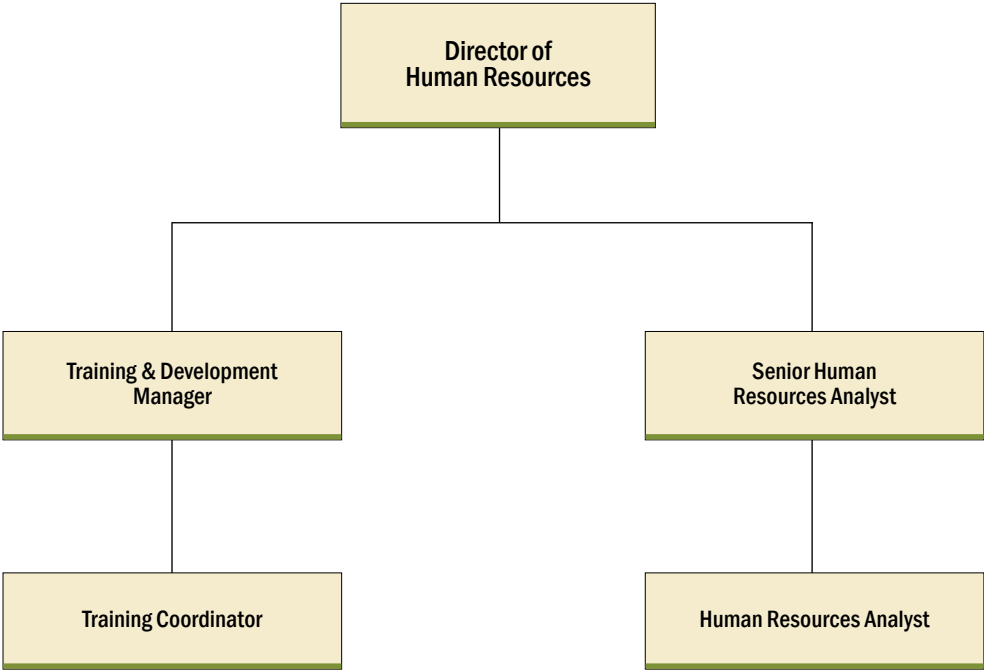 Director of
Human Resources
Training & Development
Manager
Senior Human
Resources Analyst
Training Coordinator
Human Resources Analyst